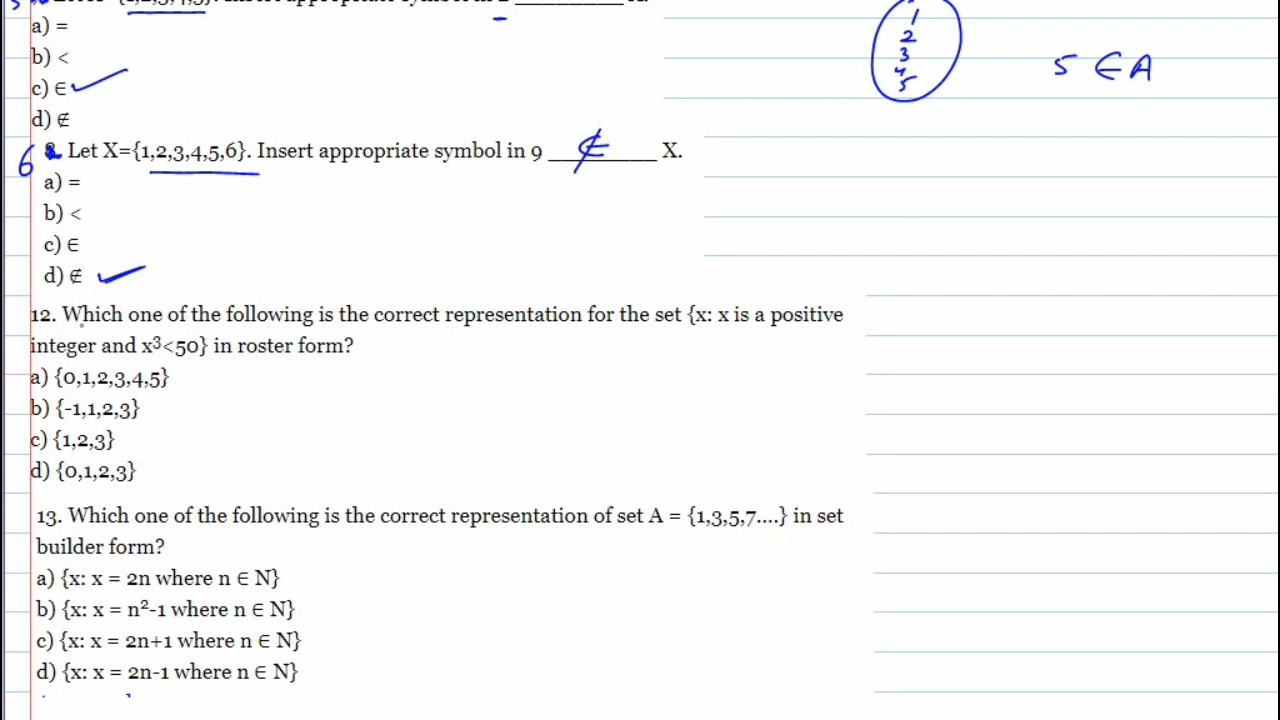 a) =
1
b) <
2
3
c) ∈
4
5 ∈ A
5
d) ∉
6 Let X={1,2,3,4,5,6}. Insert appropriate symbol in 9 ________ ∉ X.
a) =
b) <
c) ∈
d) ∉
12. Which one of the following is the correct representation for the set {x: x is a positive
integer and x³<50} in roster form?
a) {0,1,2,3,4,5}
b) {-1,1,2,3}
c) {1,2,3}
d) {0,1,2,3}
13. Which one of the following is the correct representation of set A = {1,3,5,7....} in set
builder form?
a) {x: x = 2n where n ∈ N}
b) {x: x = n²-1 where n ∈ N}
c) {x: x = 2n+1 where n ∈ N}
d) {x: x = 2n-1 where n ∈ N}